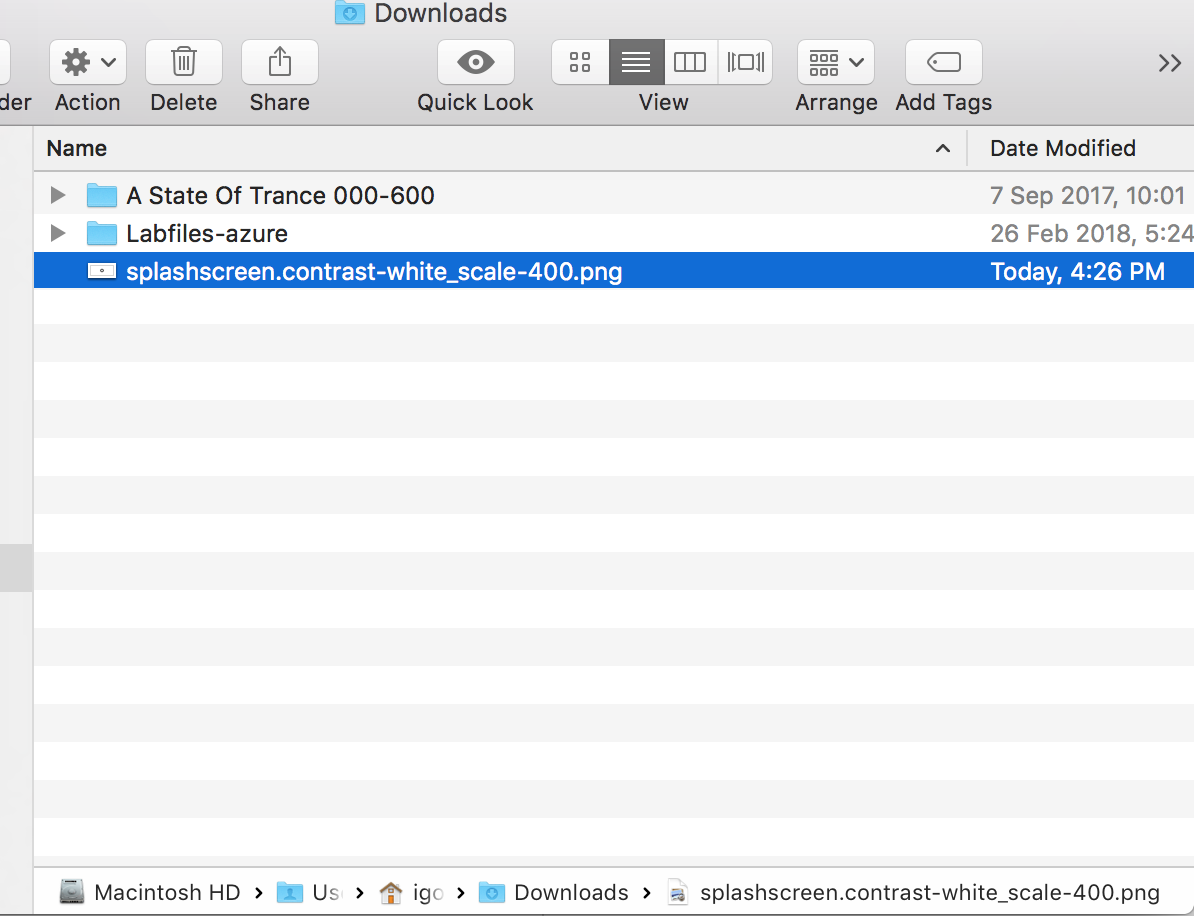 Downloads
der Action Delete Share Quick Look View Arrange Add Tags
Name Date Modified
A State Of Trance 000-600 7 Sep 2017, 10:01
Labfiles-azure 26 Feb 2018, 5:24
splashscreen.contrast-white_scale-400.png Today, 4:26 PM
Macintosh HD › Us › igo › Downloads › splashscreen.contrast-white_scale-400.png